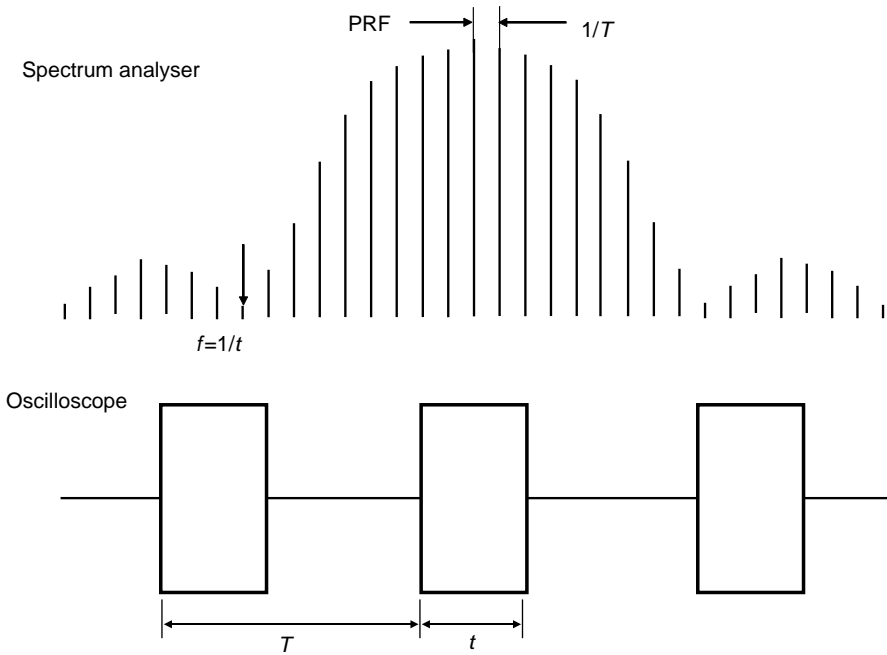 PRF
1/T
Spectrum analyser
f=1/t
Oscilloscope
T
t